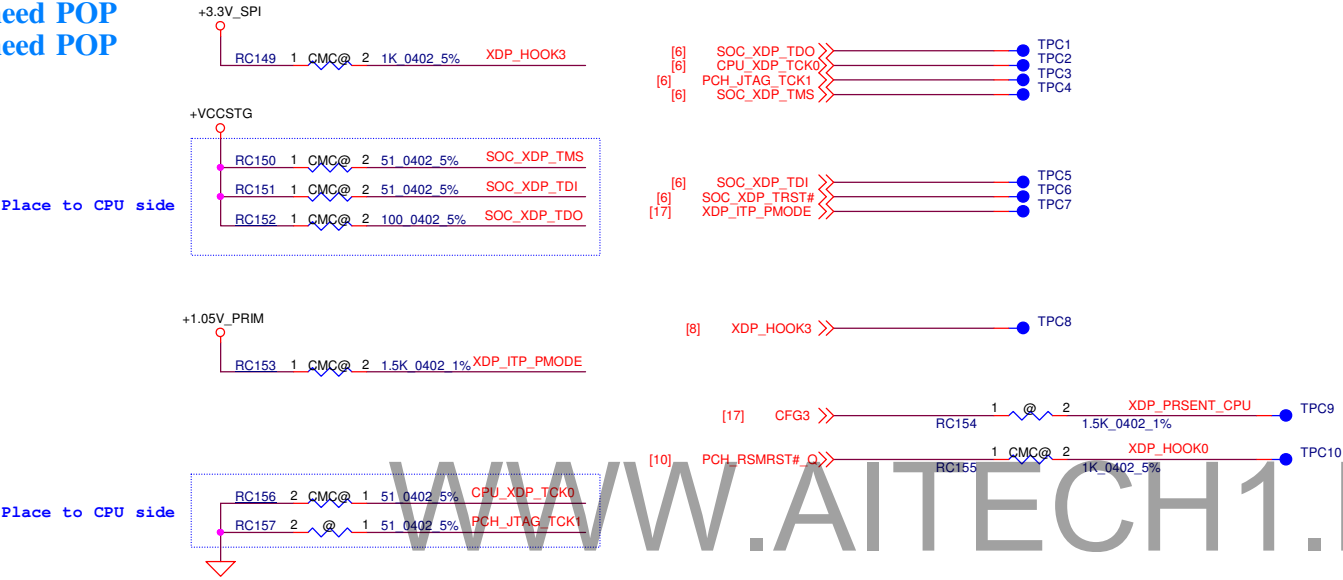 need POP
need POP
+3.3V_SPI
RC149 1 CMC@ 2 1K_0402_5% XDP_HOOK3
+VCCSTG
RC150 1 CMC@ 2 51_0402_5% SOC_XDP_TMS
RC151 1 CMC@ 2 51_0402_5% SOC_XDP_TDI
Place to CPU side
RC152 1 CMC@ 2 100_0402_5% SOC_XDP_TDO
+1.05V_PRIM
RC153 1 CMC@ 2 1.5K_0402_1% XDP_ITP_PMODE
RC156 2 CMC@ 1 51_0402_5% CPU_XDP_TCK0
Place to CPU side
RC157 2 @ 1 51_0402_5% PCH_JTAG_TCK1
[6] SOC_XDP_TDO TPC1
[6] CPU_XDP_TCK0 TPC2
[6] PCH_JTAG_TCK1 TPC3
[6] SOC_XDP_TMS TPC4
[6] SOC_XDP_TDI TPC5
[6] SOC_XDP_TRST# TPC6
[17] XDP_ITP_PMODE TPC7
[8] XDP_HOOK3 TPC8
[17] CFG3 RC154 1 @ 2 1.5K_0402_1% XDP_PRSENT_CPU TPC9
[10] PCH_RSMRST#_Q RC155 1 CMC@ 2 1K_0402_5% XDP_HOOK0 TPC10
WWW.AITECH1.